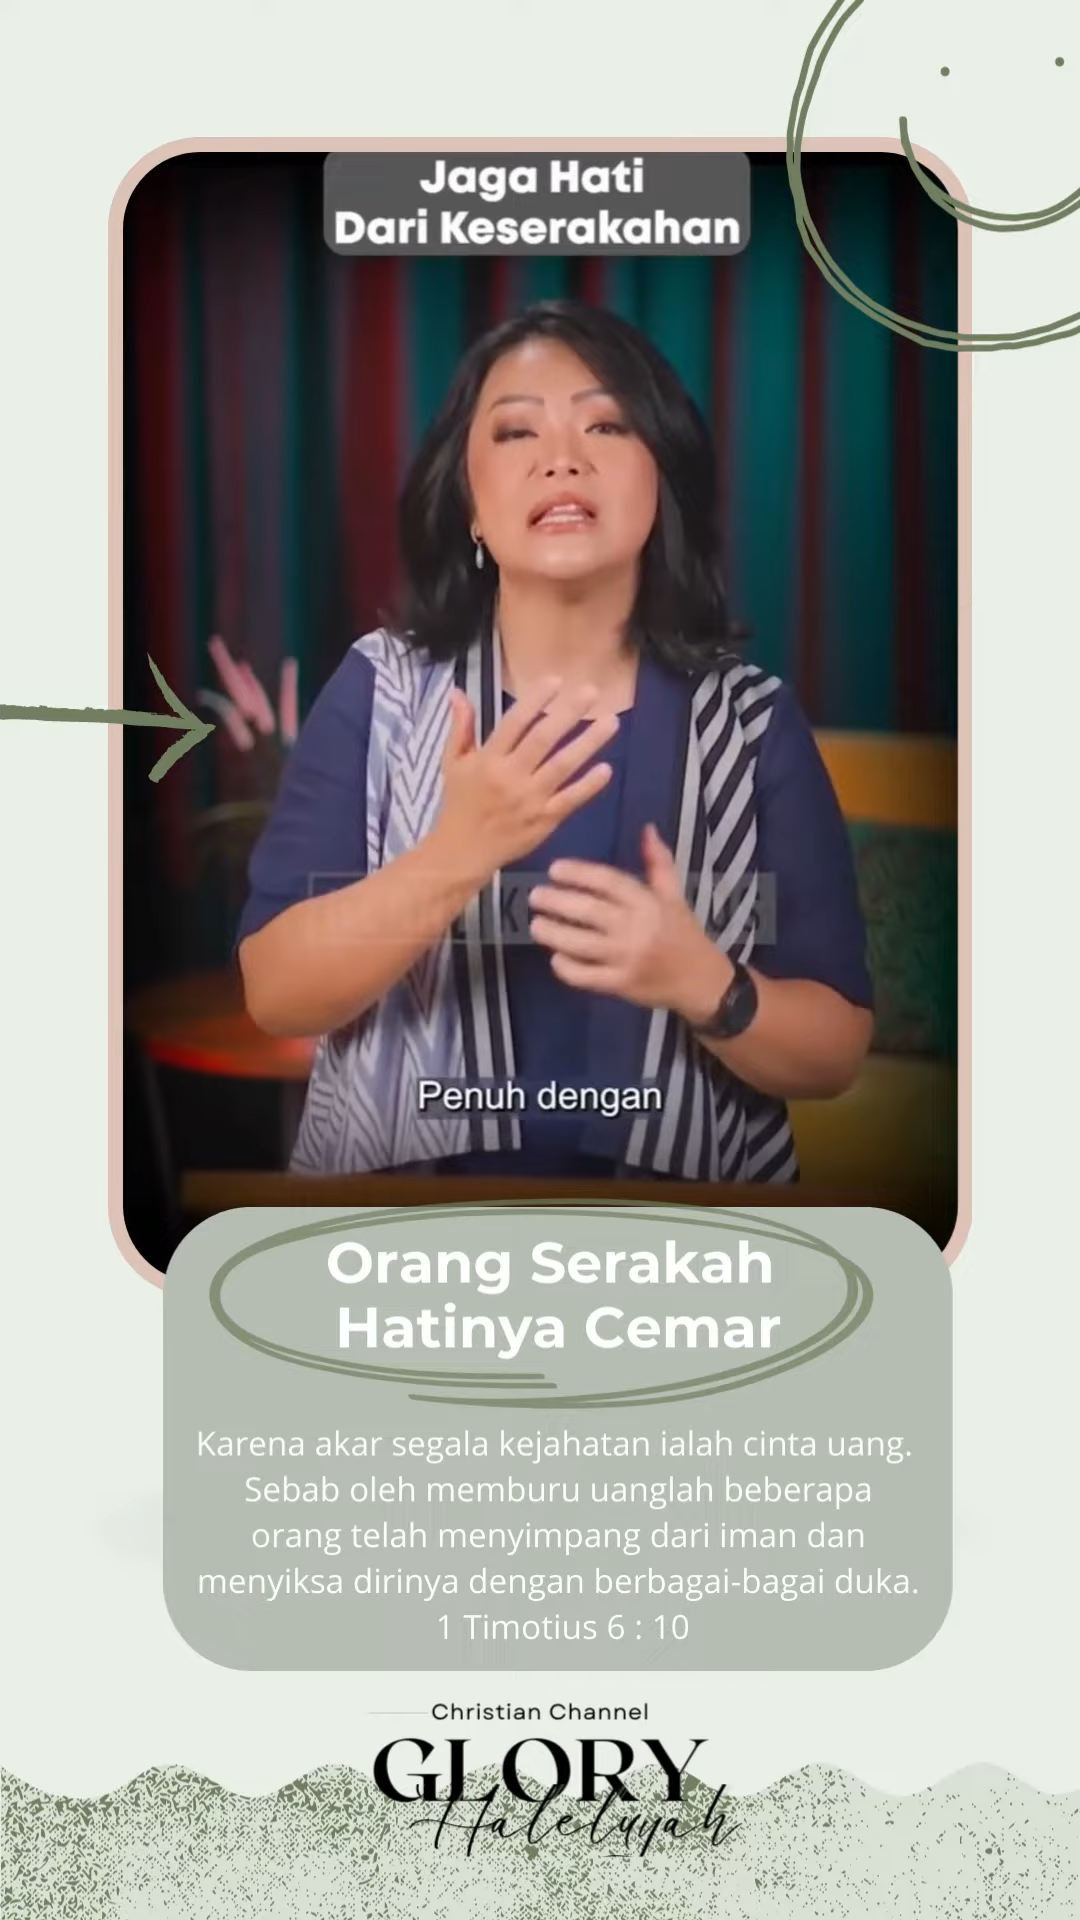 Jaga Hati
Dari Keserakahan
Penuh dengan
Orang Serakah
Hatinya Cemar
Karena akar segala kejahatan ialah cinta uang.
Sebab oleh memburu uanglah beberapa
orang telah menyimpang dari iman dan
menyiksa dirinya dengan berbagai-bagai duka.
1 Timotius 6 : 10
Christian Channel
GLORY
Haleluyah